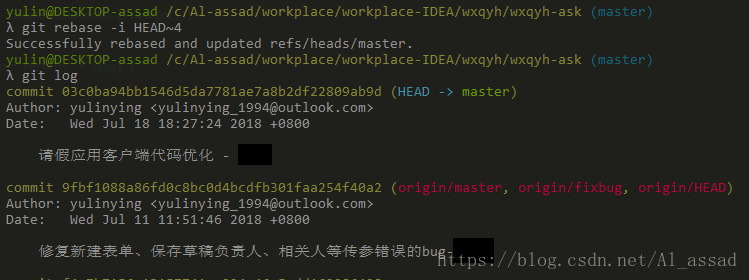 yulin@DESKTOP-assad /c/Al-assad/workplace/workplace-IDEA/wxqyh/wxqyh-ask (master)
λ git rebase -i HEAD~4
Successfully rebased and updated refs/heads/master.
yulin@DESKTOP-assad /c/Al-assad/workplace/workplace-IDEA/wxqyh/wxqyh-ask (master)
λ git log
commit 03c0ba94bb1546d5da7781ae7a8b2df22809ab9d (HEAD -> master)
Author: yulinying <yulinying_1994@outlook.com>
Date: Wed Jul 18 18:27:24 2018 +0800
请假应用客户端代码优化 -
commit 9fbf1088a86fd0c8bc0d4bcdfb301faa254f40a2 (origin/master, origin/fixbug, origin/HEAD)
Author: yulinying <yulinying_1994@outlook.com>
Date: Wed Jul 11 11:51:46 2018 +0800
修复新建表单、保存草稿负责人、相关人等传参错误的bug
https://blog.csdn.net/Al_assad